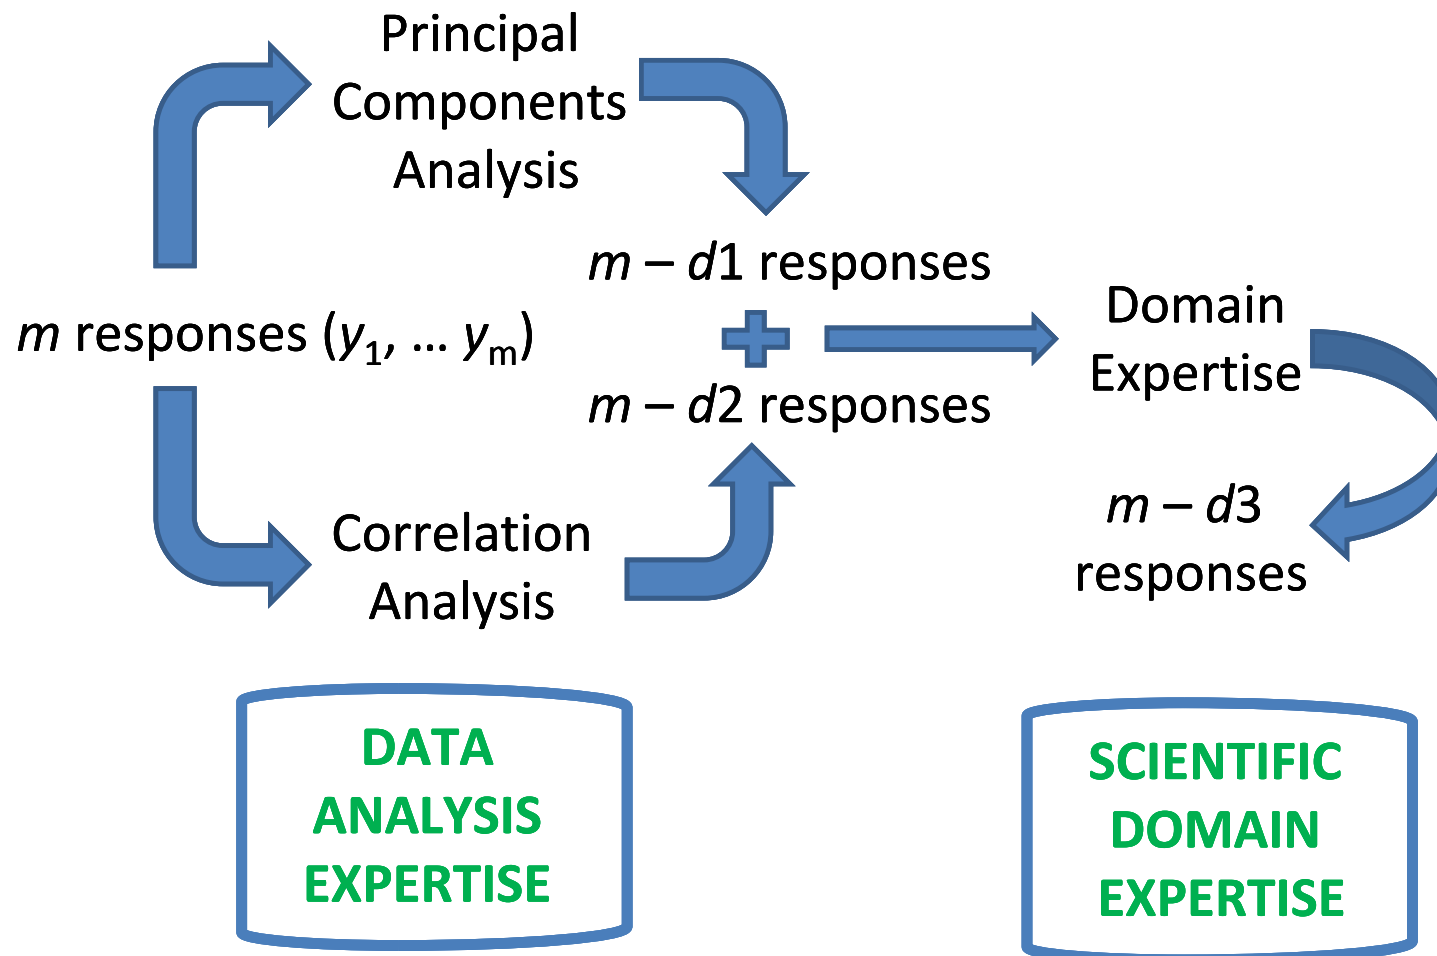 Principal
Components
Analysis
m responses (y₁, … yₘ)
m – d1 responses
m – d2 responses
Domain
Expertise
m – d3
responses
Correlation
Analysis
DATA
ANALYSIS
EXPERTISE
SCIENTIFIC
DOMAIN
EXPERTISE